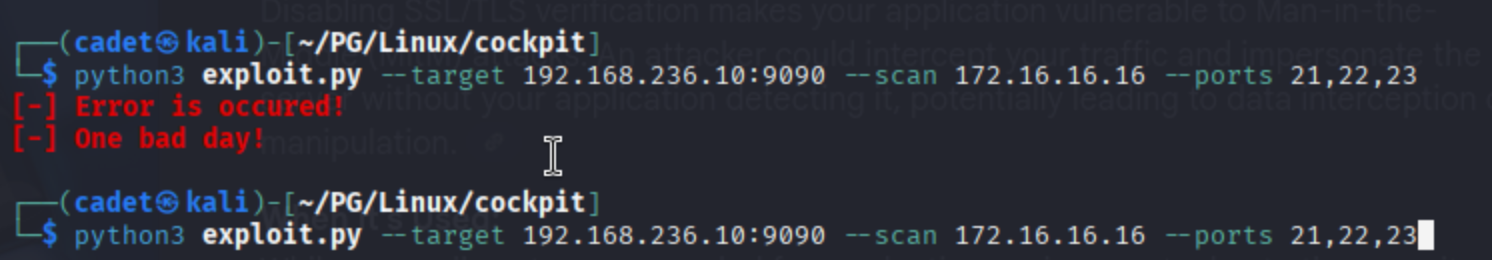 Disabling SSL/TLS verification makes your application vulnerable to Man-in-the-
┌──(cadet㉿kali)-[~/PG/Linux/cockpit]
An attacker could intercept your traffic and impersonate the
└─$ python3 exploit.py --target 192.168.236.10:9090 --scan 172.16.16.16 --ports 21,22,23
without your application detecting it, potentially leading to data interception
[-] Error is occured!
[-] One bad day!
manipulation.
┌──(cadet㉿kali)-[~/PG/Linux/cockpit]
└─$ python3 exploit.py --target 192.168.236.10:9090 --scan 172.16.16.16 --ports 21,22,23